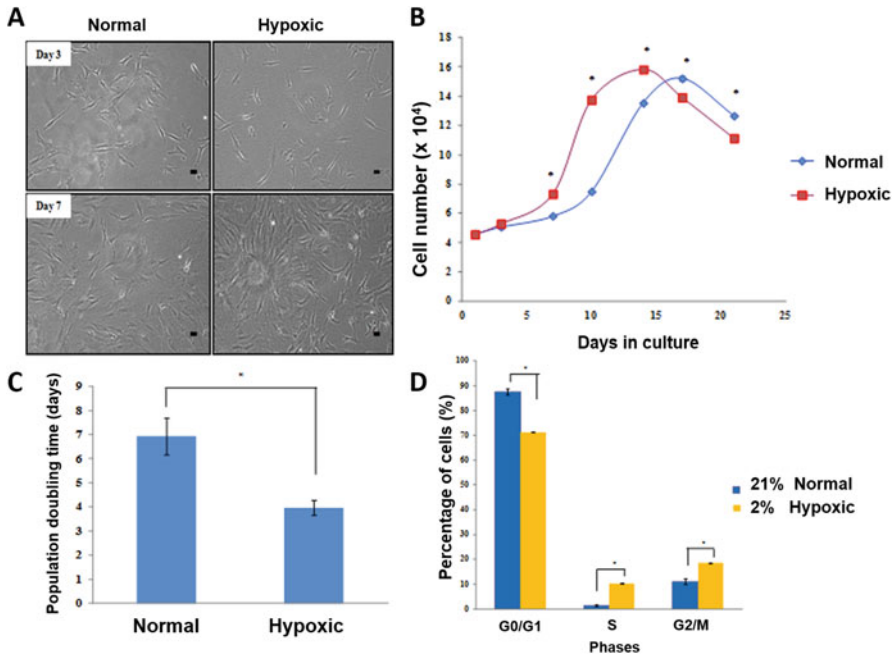 A
Normal
Hypoxic
Day 3
Day 7
B
Cell number (x 10⁴)
18
16
14
12
10
8
6
4
2
0
0
5
10
15
20
25
Days in culture
*
*
*
*
*
Normal
Hypoxic
C
Population doubling time (days)
9
8
7
6
5
4
3
2
1
0
*
Normal
Hypoxic
D
Percentage of cells (%)
100
90
80
70
60
50
40
30
20
10
0
*
*
*
G0/G1
S
G2/M
Phases
21% Normal
2% Hypoxic